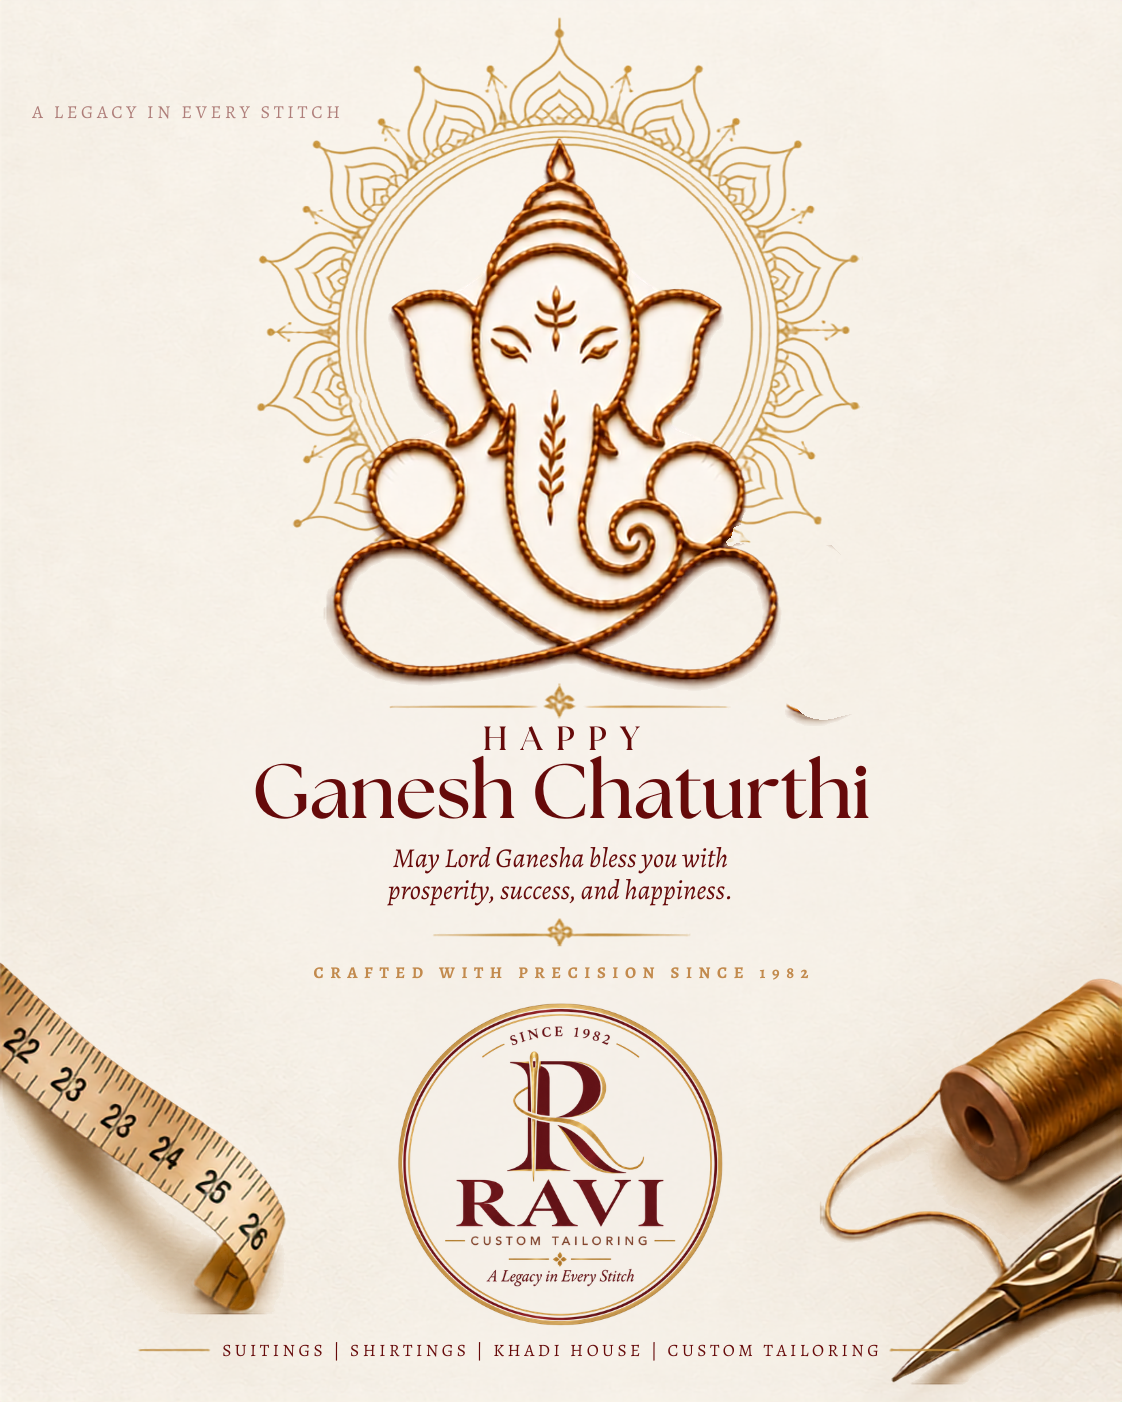 A LEGACY IN EVERY STITCH
HAPPY
Ganesh Chaturthi
May Lord Ganesha bless you with
prosperity, success, and happiness.
CRAFTED WITH PRECISION SINCE 1982
22
23
23
24
25
26
SINCE 1982
R
RAVI
CUSTOM TAILORING
A Legacy in Every Stitch
SUITINGS | SHIRTINGS | KHADI HOUSE | CUSTOM TAILORING